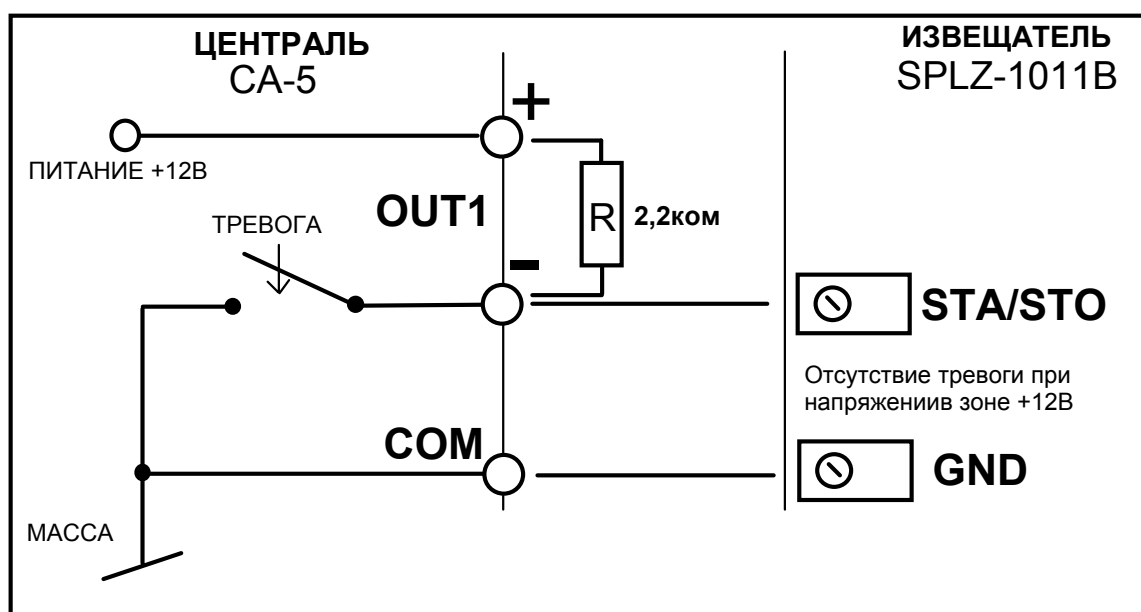 ЦЕНТРАЛЬ
CA-5
ИЗВЕЩАТЕЛЬ
SPLZ-1011B
+
ПИТАНИЕ +12В
OUT1
R
2,2ком
ТРЕВОГА
-
STA/STO
Отсутствие тревоги при
напряжениив зоне +12В
COM
GND
МАССА